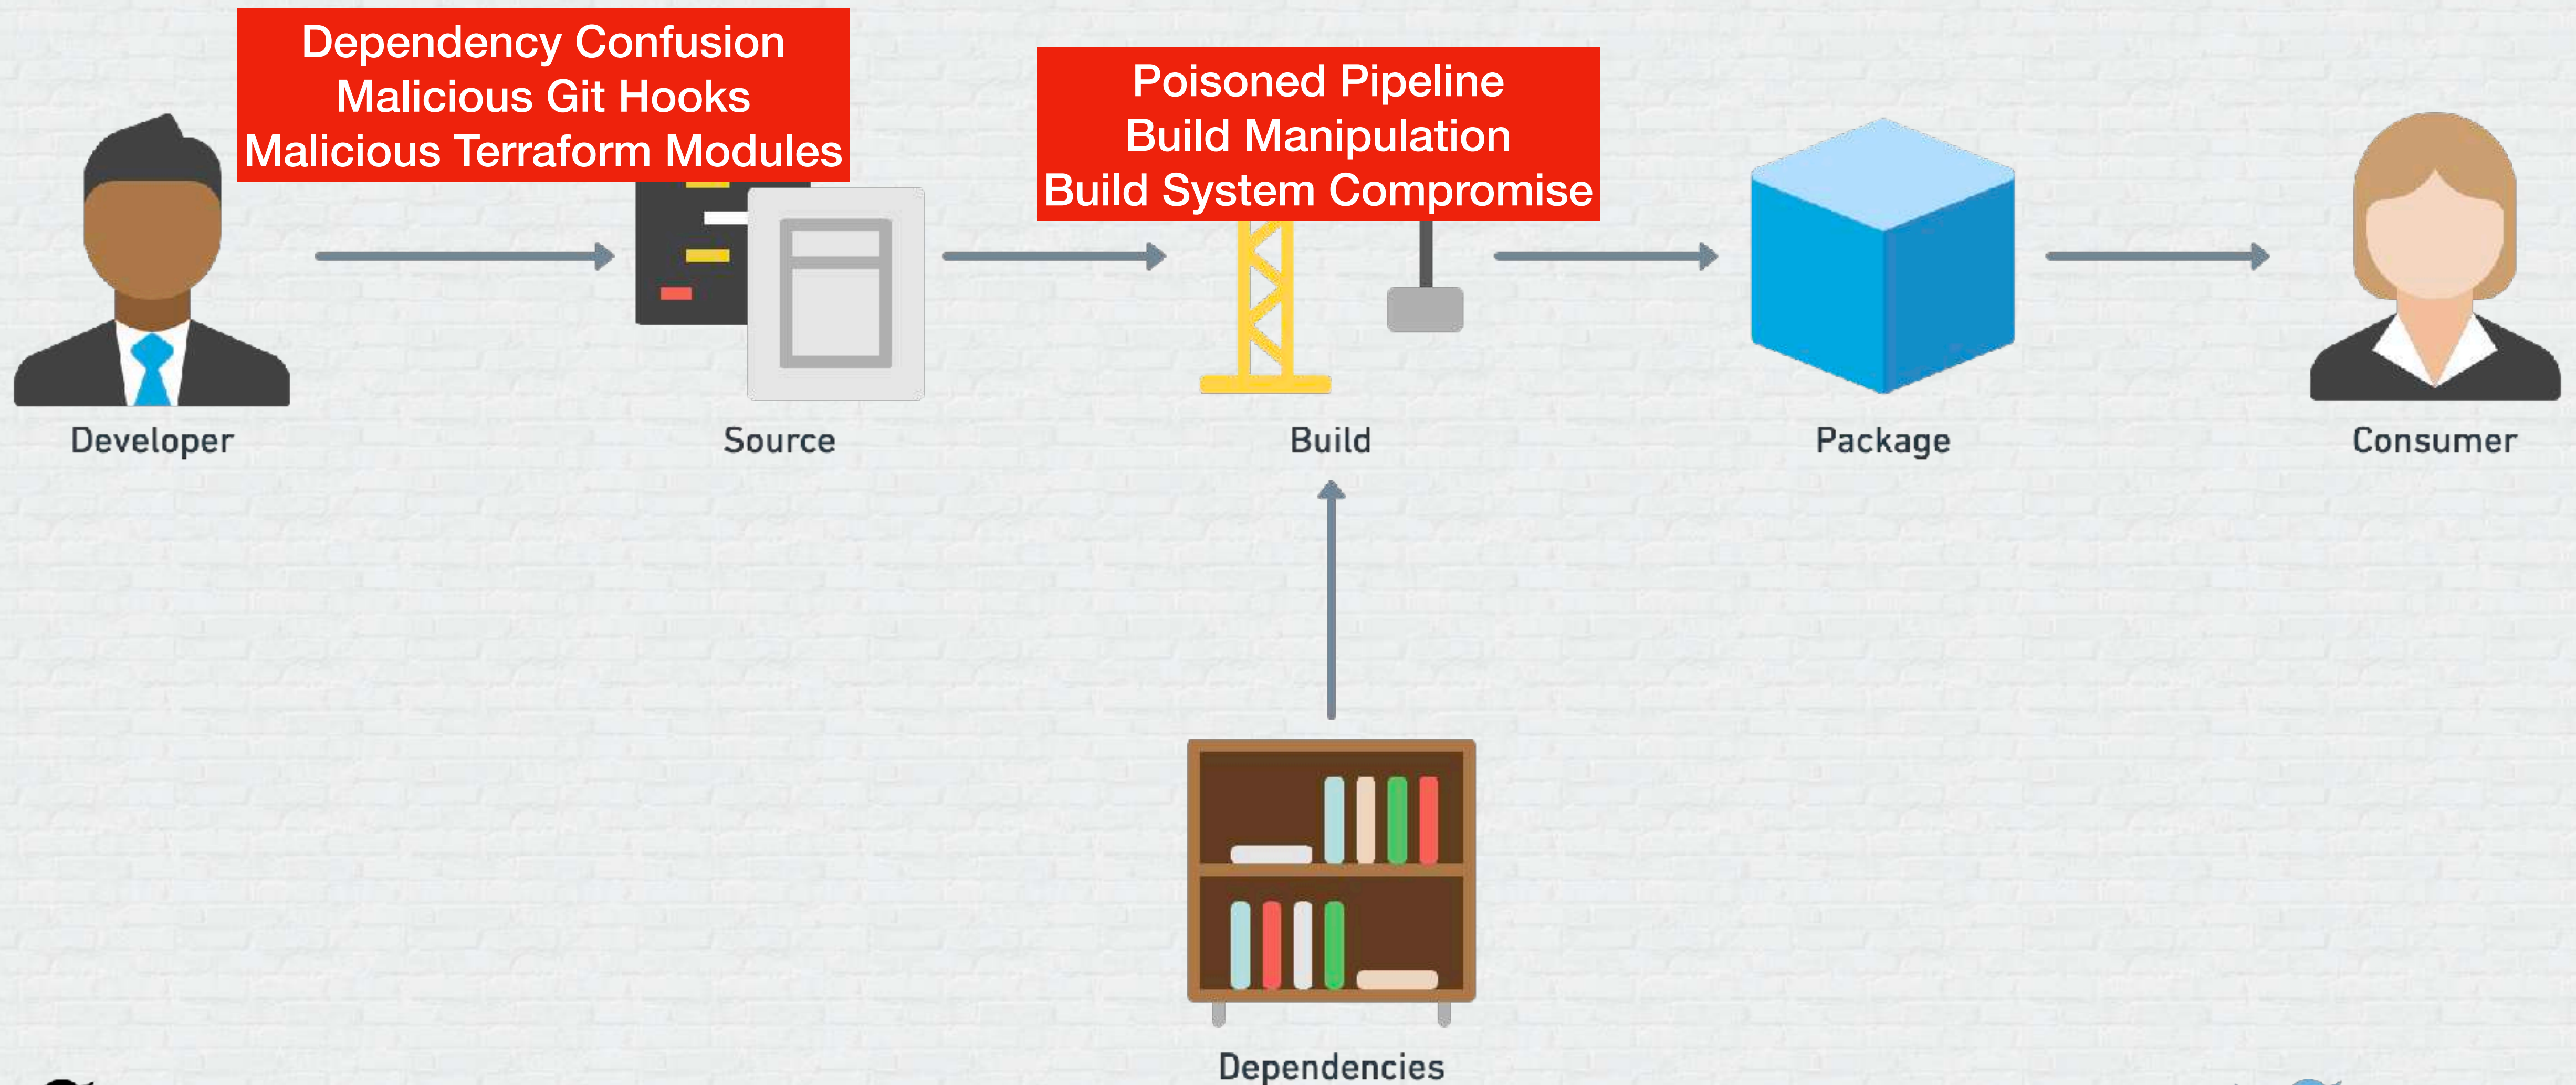 Dependency Confusion
Malicious Git Hooks
Malicious Terraform Modules
Poisoned Pipeline
Build Manipulation
Build System Compromise
Developer
Source
Build
Package
Consumer
Dependencies